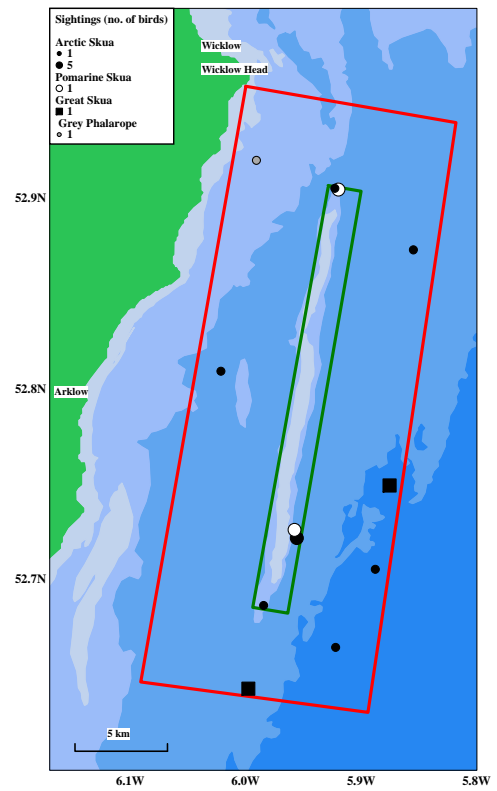 Sightings (no. of birds)
Arctic Skua
1
5
Pomarine Skua
1
Great Skua
1
Grey Phalarope
1
Wicklow
Wicklow Head
52.9N
52.8N
Arklow
52.7N
5 km
6.1W 6.0W 5.9W 5.8W